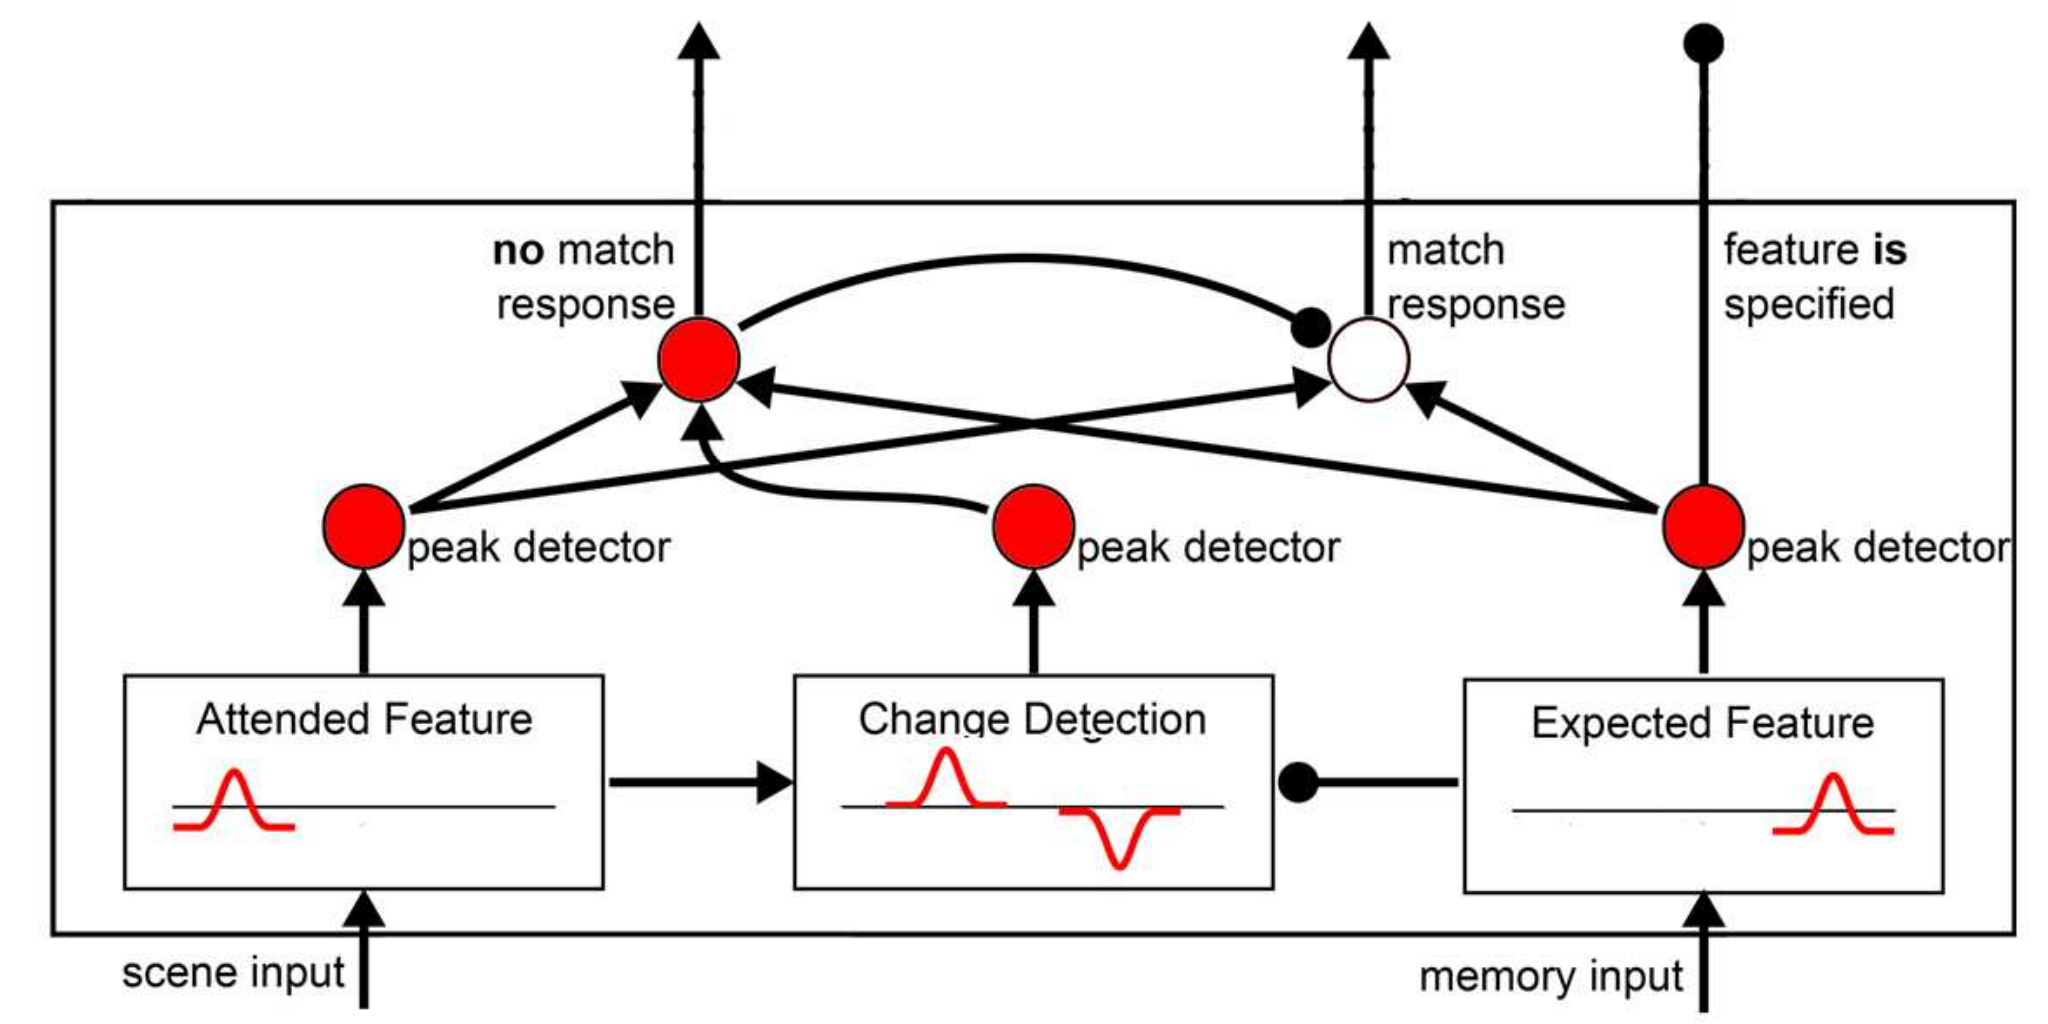 no match
response
match
response
feature is
specified
peak detector
peak detector
peak detector
Attended Feature
Change Detection
Expected Feature
scene input
memory input